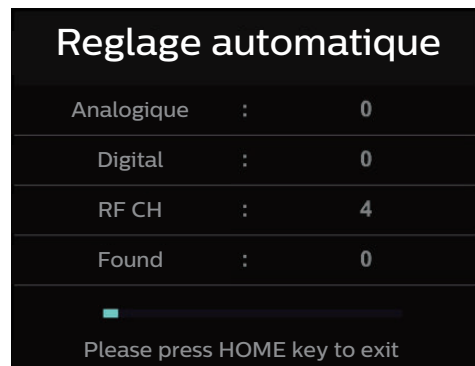 Reglage automatique
Analogique : 0
Digital : 0
RF CH : 4
Found : 0
Please press HOME key to exit